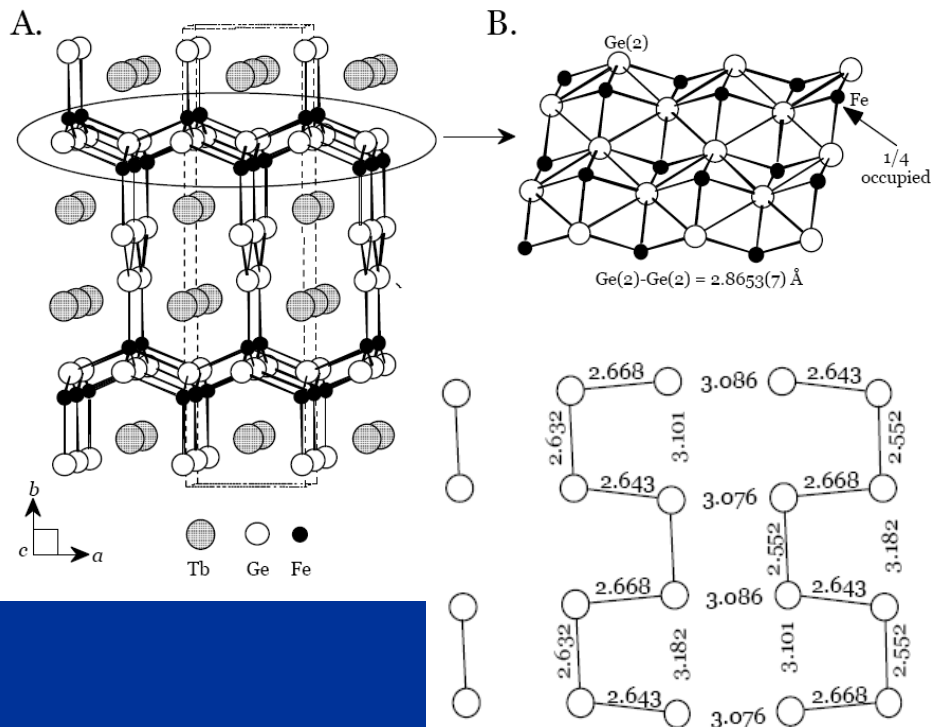 A.
B.
Ge(2)
Fe
1/4
occupied
Ge(2)-Ge(2) = 2.8653(7) Å
b
c
a
Tb Ge Fe
2.668 3.086 2.643
2.632 3.101 2.552
2.643 3.076 2.668
2.552 3.182
2.668 3.086 2.643
2.632 3.182 3.101 2.552
2.643 3.076 2.668